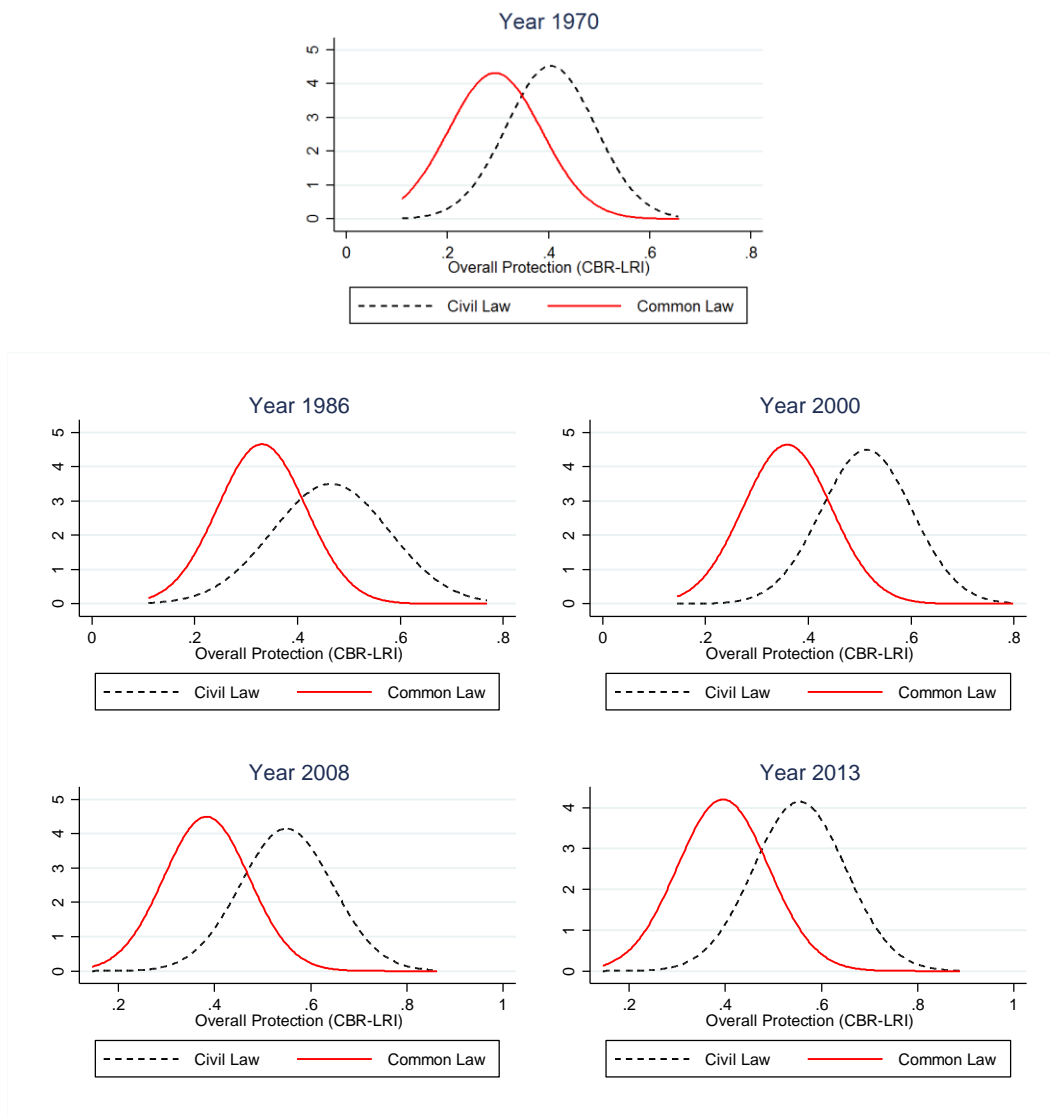 Year 1970
5
4
3
2
1
0
0 .2 .4 .6 .8
Overall Protection (CBR-LRI)
Civil Law Common Law
Year 1986
5
4
3
2
1
0
0 .2 .4 .6 .8
Overall Protection (CBR-LRI)
Civil Law Common Law
Year 2000
5
4
3
2
1
0
0 .2 .4 .6 .8
Overall Protection (CBR-LRI)
Civil Law Common Law
Year 2008
5
4
3
2
1
0
.2 .4 .6 .8 1
Overall Protection (CBR-LRI)
Civil Law Common Law
Year 2013
4
3
2
1
0
.2 .4 .6 .8 1
Overall Protection (CBR-LRI)
Civil Law Common Law